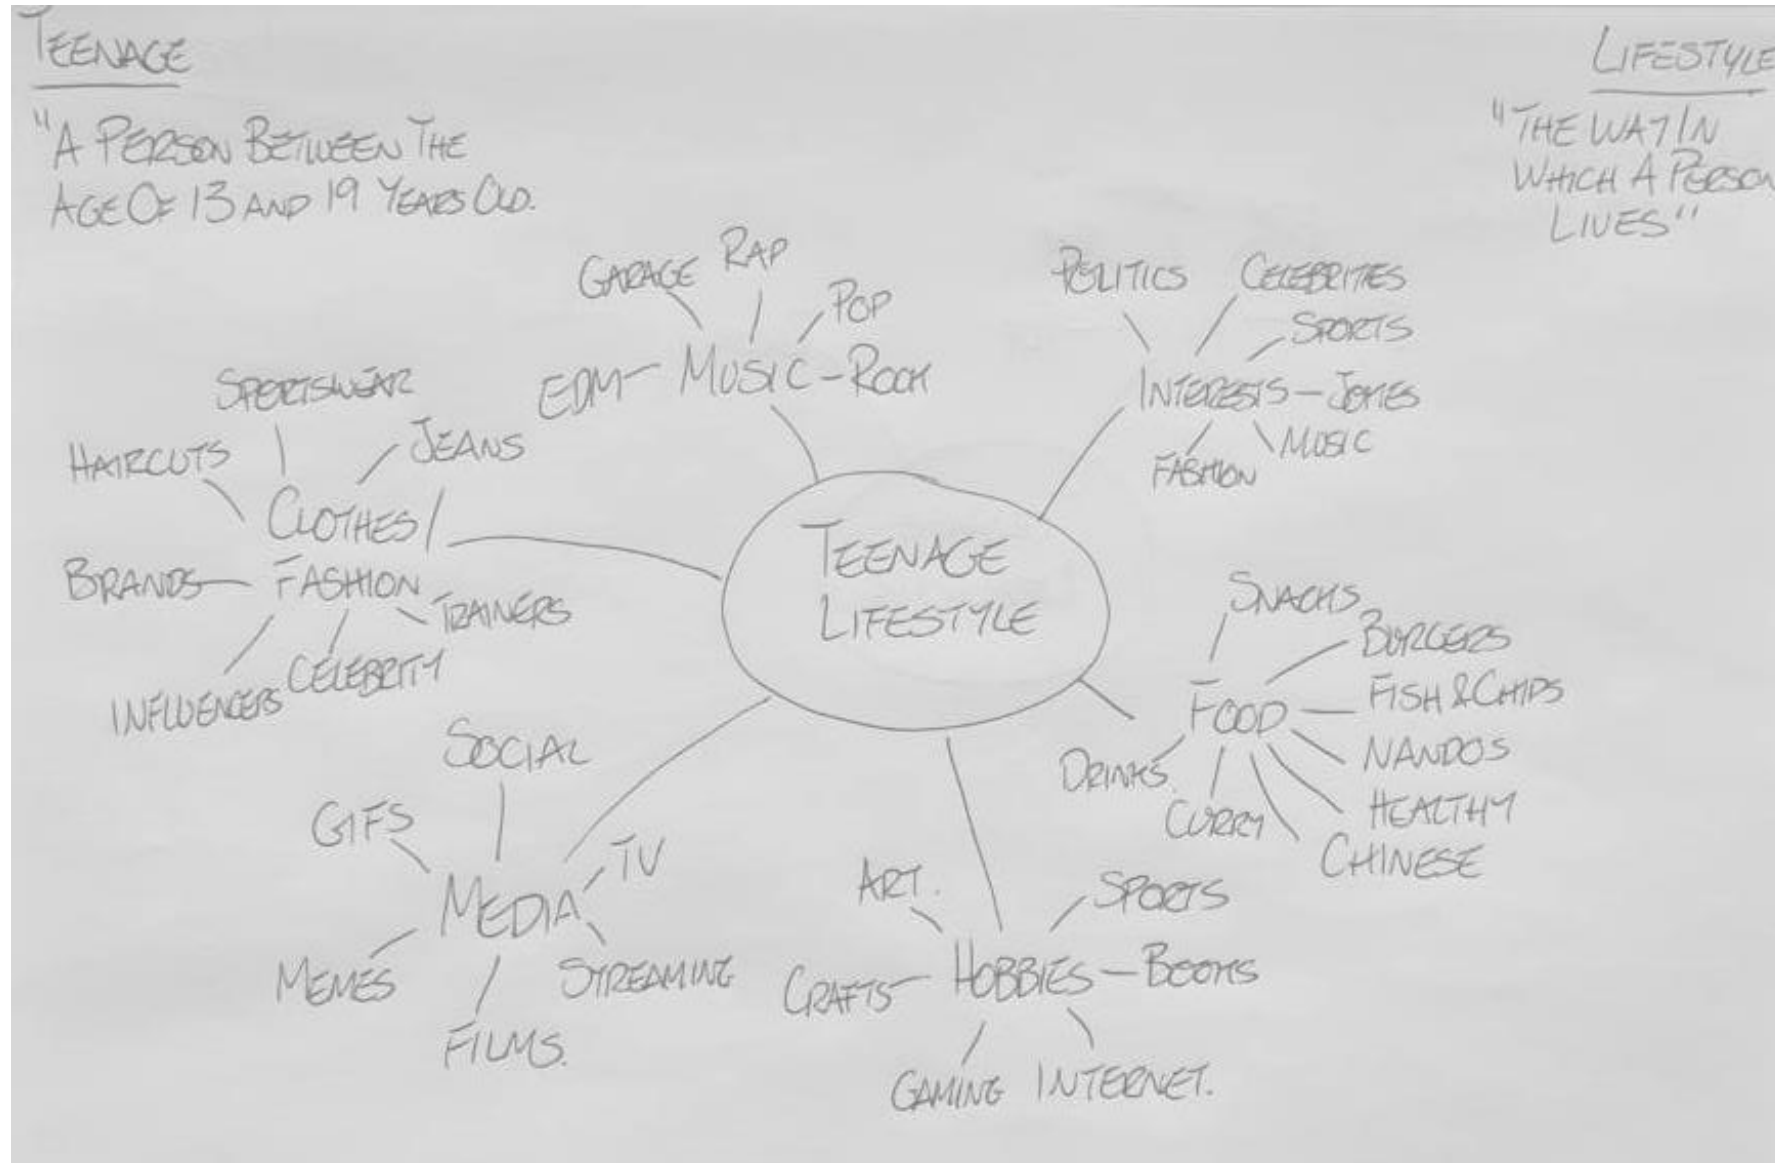 TEENAGE
"A PERSON BETWEEN THE
AGE OF 13 AND 19 YEARS OLD.
LIFESTYLE
"THE WAY IN
WHICH A PERSON
LIVES"
GARAGE
RAP
POP
EDM
MUSIC
ROCK
POLITICS
CELEBRITIES
SPORTS
INTERESTS
JOKES
MUSIC
FASHION
SPORTSWEAR
JEANS
HAIRCUTS
CLOTHES/
FASHION
BRANDS
TRAINERS
CELEBRITY
INFLUENCERS
TEENAGE
LIFESTYLE
SNACKS
BURGERS
FISH & CHIPS
FOOD
NANDOS
DRINKS
HEALTHY
CURRY
CHINESE
SOCIAL
GIFS
TV
MEDIA
MEMES
STREAMING
FILMS.
ART.
SPORTS
HOBBIES
BOOKS
CRAFTS
GAMING
INTERNET.